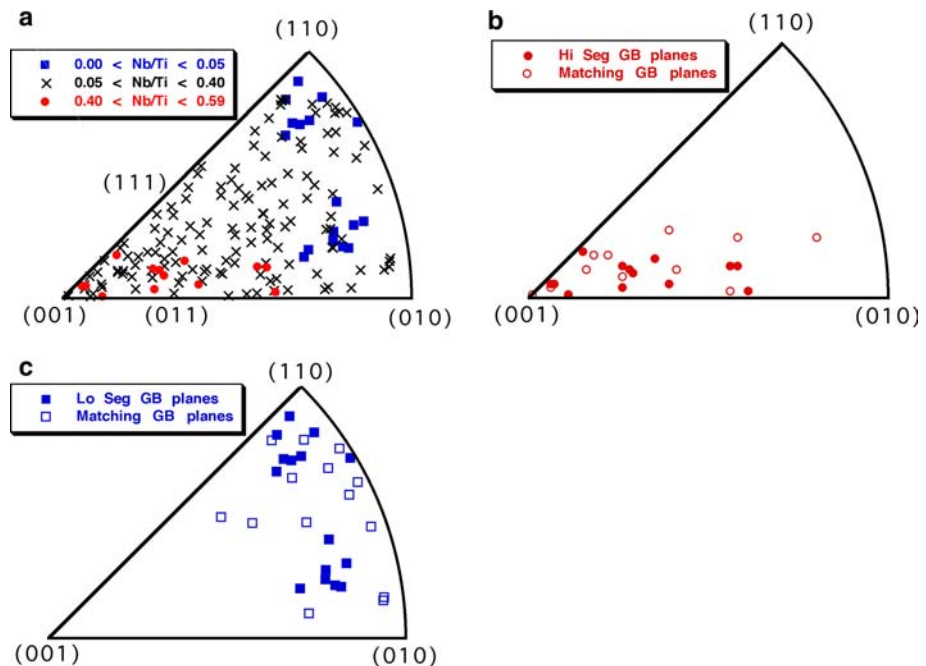 a
(110)
0.00 < Nb/Ti < 0.05
0.05 < Nb/Ti < 0.40
0.40 < Nb/Ti < 0.59
(111)
(001)
(011)
(010)
b
(110)
Hi Seg GB planes
Matching GB planes
(001)
(010)
c
(110)
Lo Seg GB planes
Matching GB planes
(001)
(010)